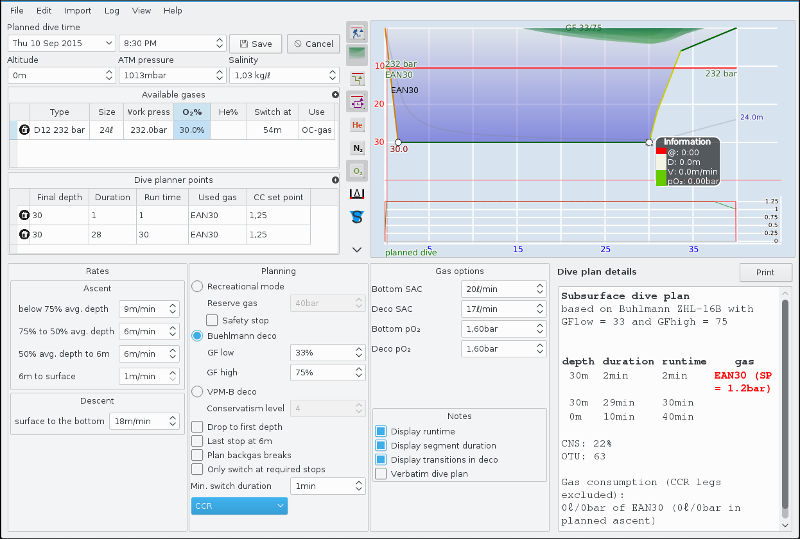 File Edit Import Log View Help
Planned dive time
Thu 10 Sep 2015 8:30 PM Save Cancel
Altitude ATM pressure Salinity
0m 1013mbar 1,03 kg/ℓ
Available gases
Type Size Work press O₂% He% Switch at Use
D12 232 bar 24ℓ 232.0bar 30.0% 54m OC-gas
Dive planner points
Final depth Duration Run time Used gas CC set point
30 1 1 EAN30 1,25
30 28 30 EAN30 1,25
He
N₂
O₂
S
GF 33/75
10
20
30
232 bar
EAN30
EAN30
30.0
232 bar
24.0m
Information
@: 0:00
D: 0.0m
V: 0.0m/min
pO₂: 0.00bar
1.25
1
0.75
0.5
0.25
0
planned dive
5 15 25 35
Rates
Ascent
below 75% avg. depth 9m/min
75% to 50% avg. depth 6m/min
50% avg. depth to 6m 6m/min
6m to surface 1m/min
Descent
surface to the bottom 18m/min
Planning
Recreational mode
Reserve gas 40bar
Safety stop
Buehlmann deco
GF low 33%
GF high 75%
VPM-B deco
Conservatism level 4
Drop to first depth
Last stop at 6m
Plan backgas breaks
Only switch at required stops
Min. switch duration 1min
CCR
Gas options
Bottom SAC 20ℓ/min
Deco SAC 17ℓ/min
Bottom pO₂ 1,60bar
Deco pO₂ 1,60bar
Notes
Display runtime
Display segment duration
Display transitions in deco
Verbatim dive plan
Dive plan details Print
Subsurface dive plan
based on Buhlmann ZHL-16B with
GFlow = 33 and GFhigh = 75
depth duration runtime gas
30m 2min 2min EAN30 (SP
= 1.2bar)
30m 29min 30min
0m 10min 40min
CNS: 22%
OTU: 63
Gas consumption (CCR legs
excluded):
0ℓ/0bar of EAN30 (0ℓ/0bar in
planned ascent)